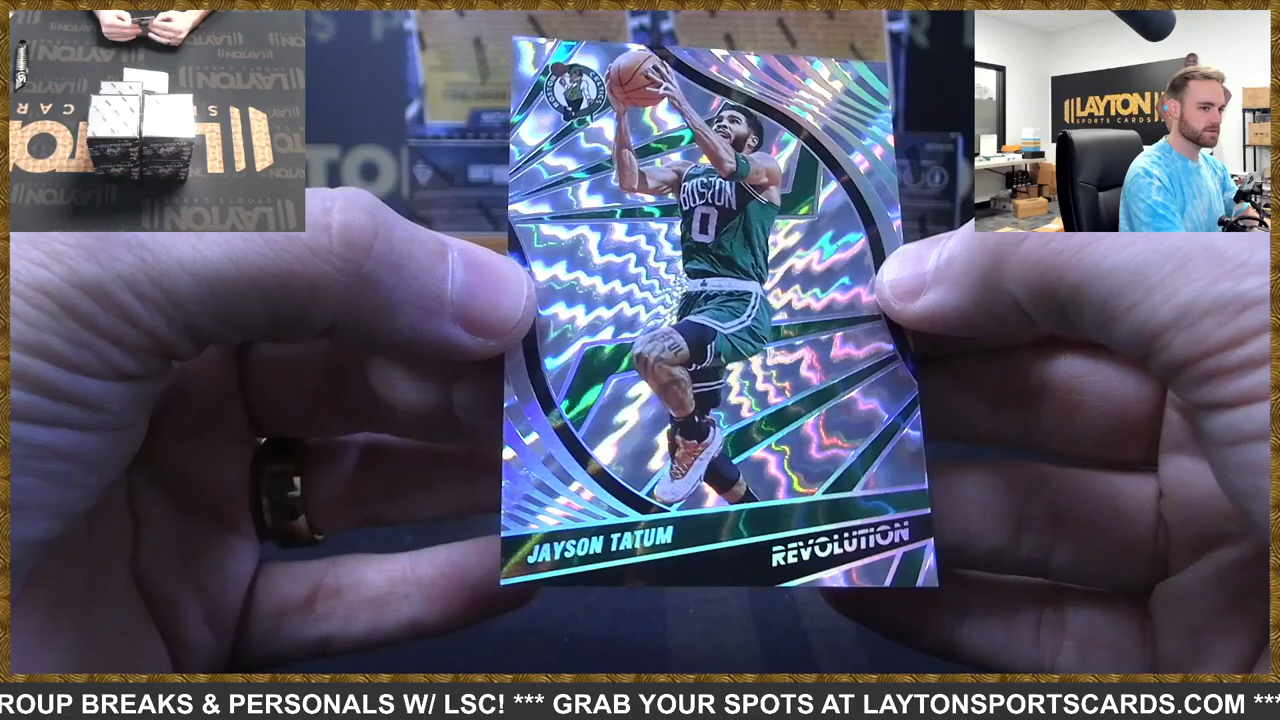 LAYTON
SPORTS CARDS
BOSTON
0
JAYSON TATUM
REVOLUTION
ROUP BREAKS & PERSONALS W/ LSC! *** GRAB YOUR SPOTS AT LAYTONSPORTSCARDS.COM ***